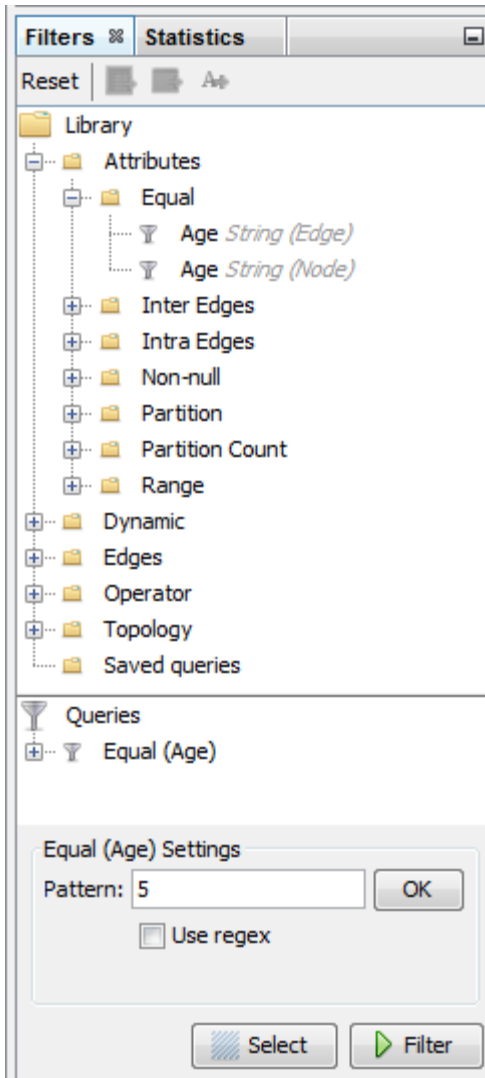 Filters Statistics
Reset
Library
Attributes
Equal
Age String (Edge)
Age String (Node)
Inter Edges
Intra Edges
Non-null
Partition
Partition Count
Range
Dynamic
Edges
Operator
Topology
Saved queries
Queries
Equal (Age)
Equal (Age) Settings
Pattern: 5 OK
Use regex
Select Filter